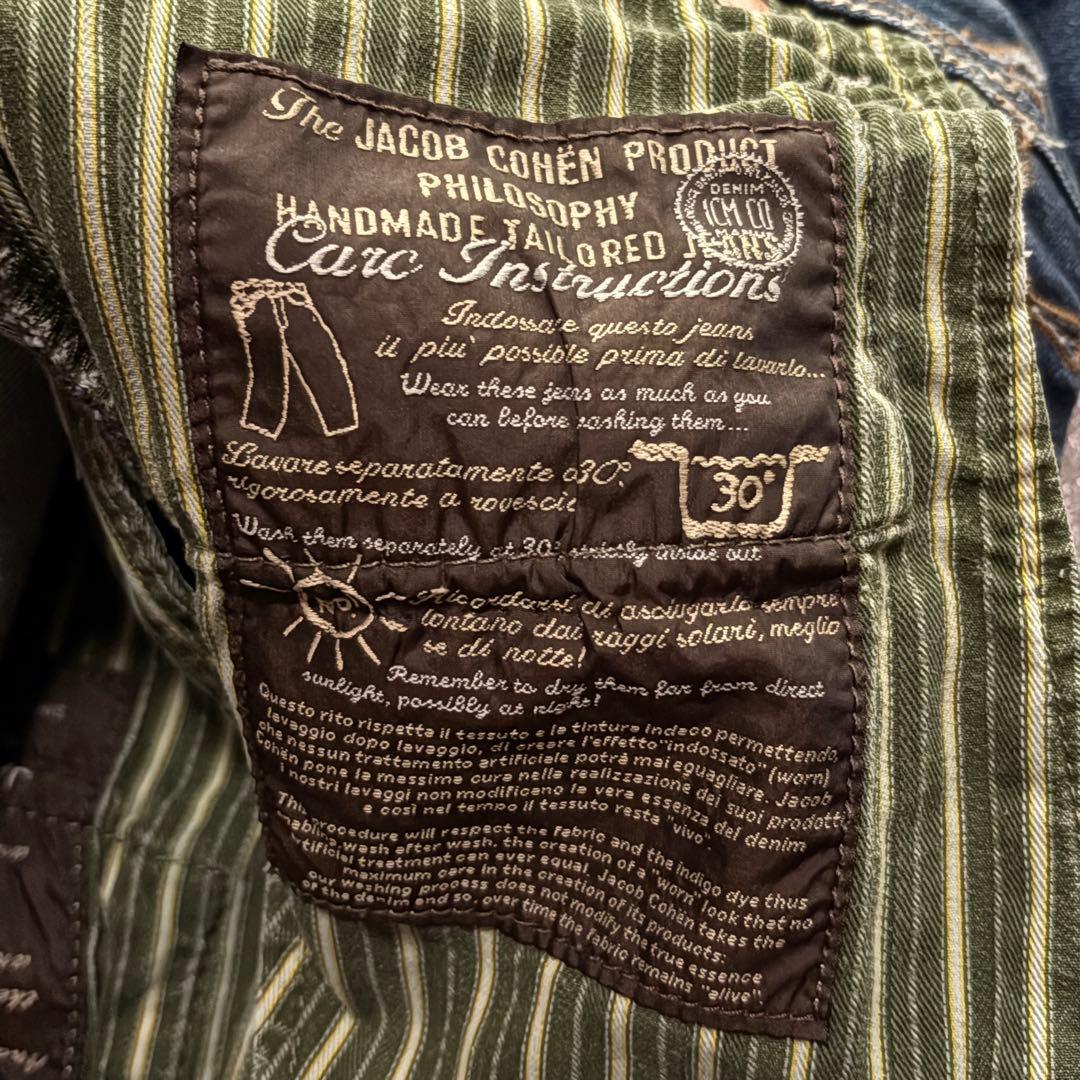 The JACOB COHËN PRODUCT
PHILOSOPHY
HANDMADE TAILORED JEANS
DENIM
ICM CO
Care Instructions
Indossate questo jeans
il piu' possibile prima di lavarlo...
Wear these jeans as much as you
can before washing them...
Lavare separatamente a 30°
rigorosamente a rovescio
30°
Wash them separately at 30° strictly inside out
NO!
Ricordarsi di asciugarlo sempre
lontano dai raggi solari, meglio
se di notte!
Remember to dry them far from direct
sunlight, possibly at night!
Questo rito rispetta il tessuto e la tintura indaco permettendo,
lavaggio dopo lavaggio, di creare l'effetto "indossato" (worn)
che nessun trattamento artificiale potrà mai eguagliare. Jacob
Cohën pone la massima cura nella realizzazione dei suoi prodotti:
i nostri lavaggi non modificano la vera essenza del denim
e così nel tempo il tessuto resta "vivo".
This procedure will respect the fabric and the indigo dye thus
enabling, wash after wash, the creation of a "worn" look that no
artificial treatment can ever equal. Jacob Cohën takes the
maximum care in the creation of its products:
our washing process does not modify the true essence
of the denim and so, over time the fabric remains "alive".